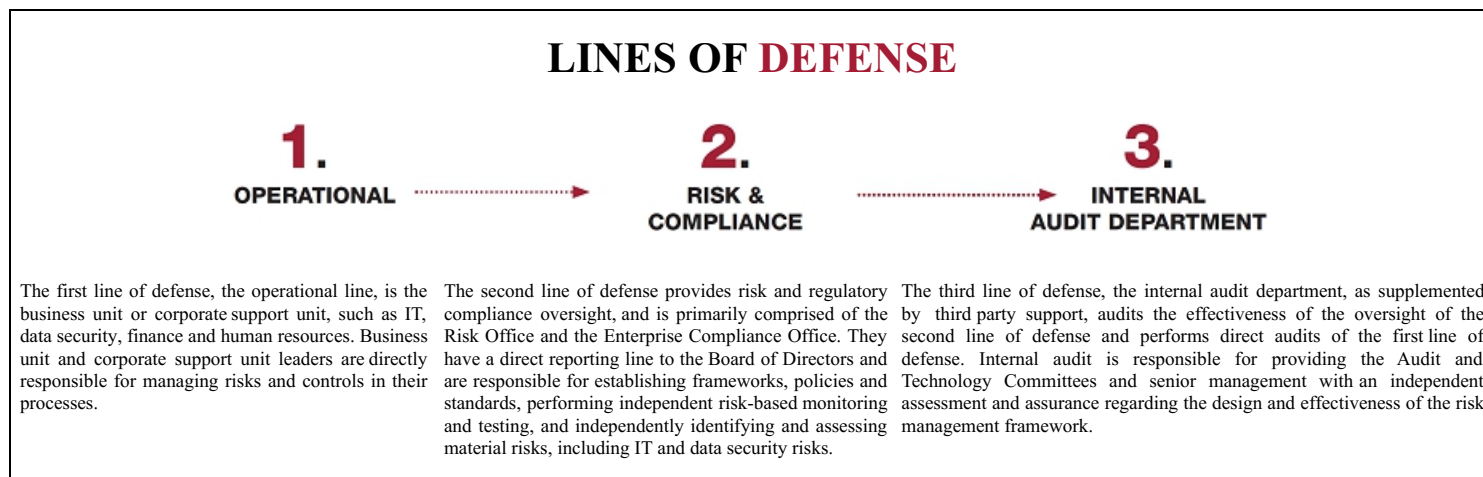 LINES OF DEFENSE
1.
OPERATIONAL
2.
RISK &
COMPLIANCE
3.
INTERNAL
AUDIT DEPARTMENT
The first line of defense, the operational line, is the
business unit or corporate support unit, such as IT,
data security, finance and human resources. Business
unit and corporate support unit leaders are directly
responsible for managing risks and controls in their
processes.
The second line of defense provides risk and regulatory
compliance oversight, and is primarily comprised of the
Risk Office and the Enterprise Compliance Office. They
have a direct reporting line to the Board of Directors and
are responsible for establishing frameworks, policies and
standards, performing independent risk-based monitoring
and testing, and independently identifying and assessing
material risks, including IT and data security risks.
The third line of defense, the internal audit department, as supplemented
by third party support, audits the effectiveness of the oversight of the
second line of defense and performs direct audits of the first line of
defense. Internal audit is responsible for providing the Audit and
Technology Committees and senior management with an independent
assessment and assurance regarding the design and effectiveness of the risk
management framework.